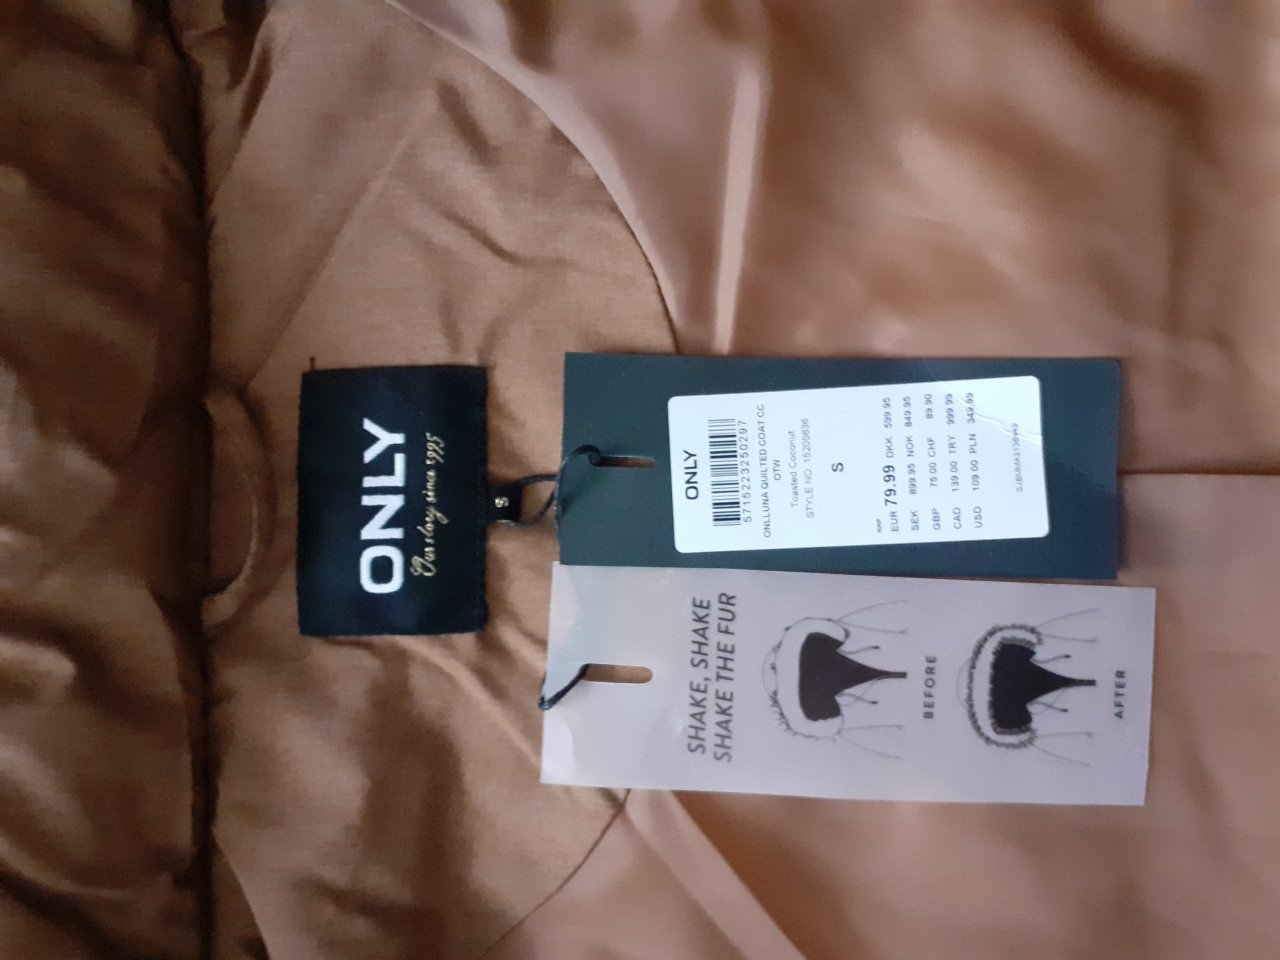 ONLY
Our story since 1995
S
ONLY
5715223250297
ONLLUNA QUILTED COAT CC
OTW
Toasted Coconut
STYLE NO. 15205636
S
RRP
EUR 79.99 DKK 599.95
SEK 899.95 NOK 849.95
GBP 75.00 CHF 89.90
CAD 139.00 TRY 999.99
USD 109.00 PLN 349.99
SHAKE, SHAKE
SHAKE THE FUR
BEFORE
AFTER